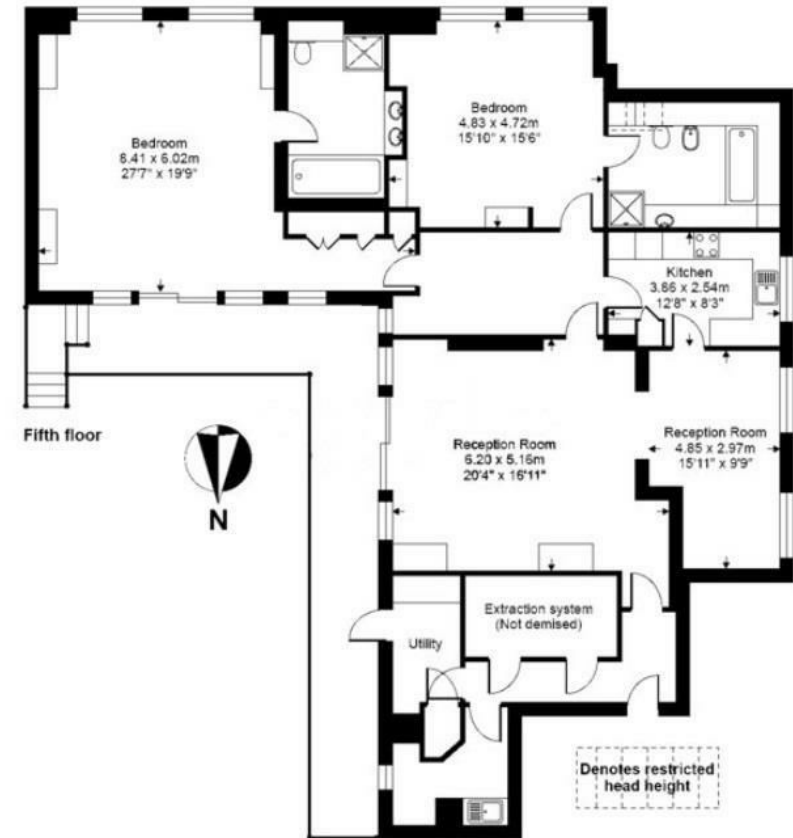 Bedroom
8.41 x 6.02m
27'7" x 19'9"
Bedroom
4.83 x 4.72m
15'10" x 15'6"
Kitchen
3.86 x 2.54m
12'8" x 8'3"
Fifth floor
N
Reception Room
6.20 x 5.16m
20'4" x 16'11"
Reception Room
4.85 x 2.97m
15'11" x 9'9"
Extraction system
(Not demised)
Utility
Denotes restricted
head height